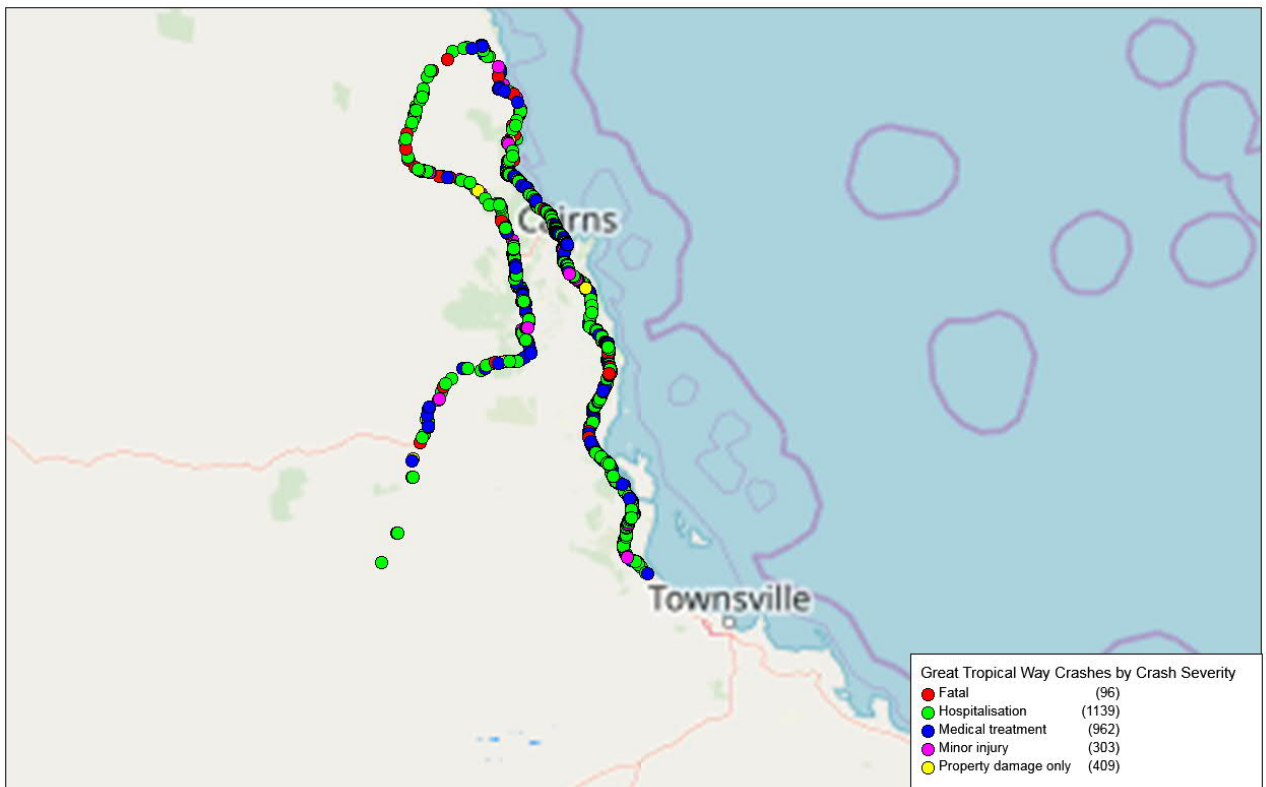 Cairns
Townsville
Great Tropical Way Crashes by Crash Severity
Fatal (96)
Hospitalisation (1139)
Medical treatment (962)
Minor injury (303)
Property damage only (409)